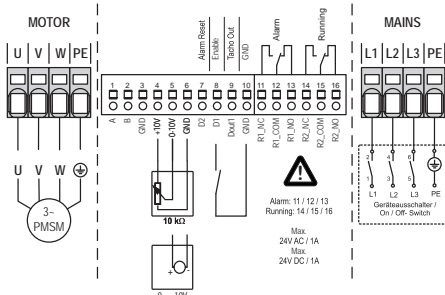 MOTOR
U V W PE
U V W
3~
PMSM
Alarm Reset
Enable
Tacho Out
GND
Alarm
Running
1 2 3 4 5 6 7 8 9 10 11 12 13 14 15 16
A
B
GND
+10V
0-10V
GND
D2
D1
Dout1
GND
R1_NC
R1_COM
R1_NO
R2_NC
R2_COM
R2_NO
10 kΩ
+ -
0 - 10V
Alarm: 11 / 12 / 13
Running: 14 / 15 / 16
Max.
24V AC / 1A
Max.
24V DC / 1A
MAINS
L1 L2 L3 PE
2 4 6
1 3 5
L1 L2 L3 PE
Geräteausschalter /
On / Off- Switch